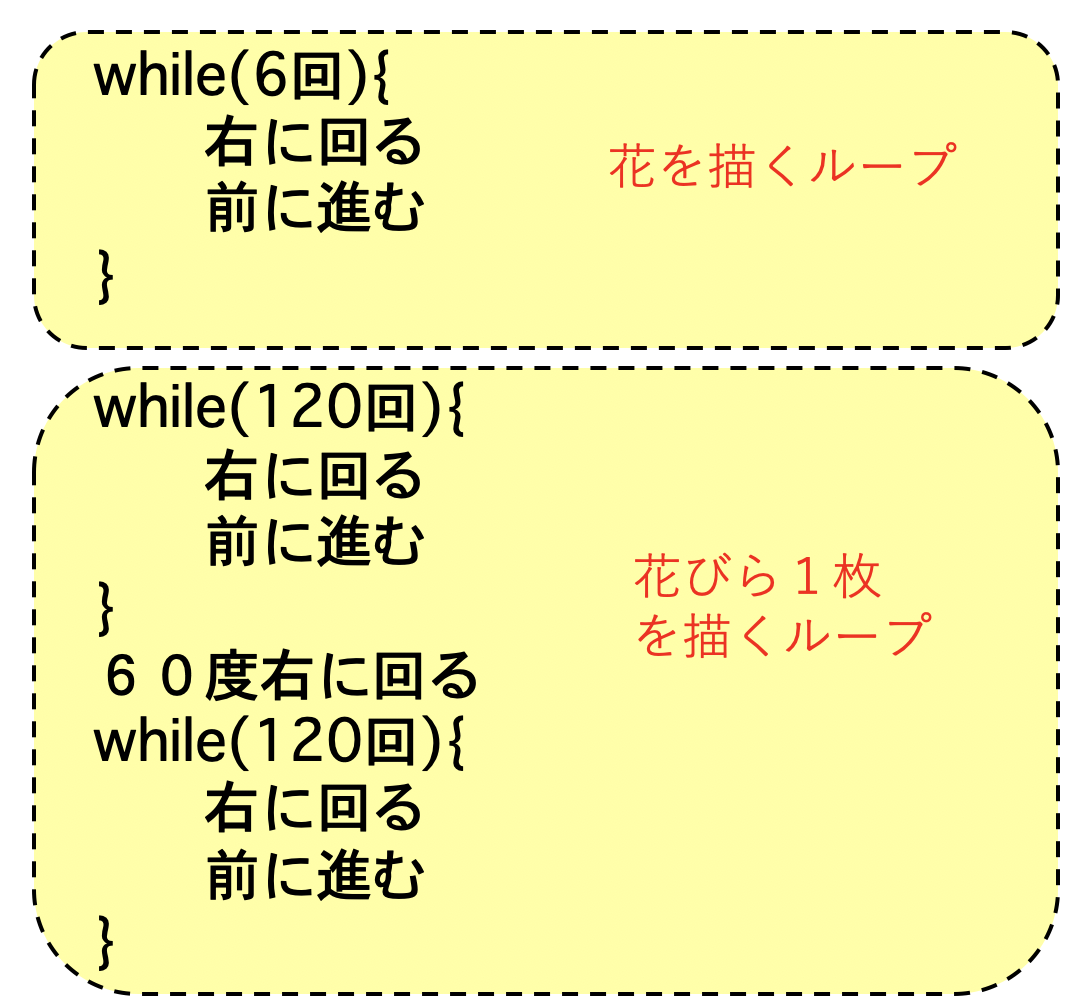 while(6回){
右に回る
前に進む
}
花を描くループ
while(120回){
右に回る
前に進む
}
６０度右に回る
while(120回){
右に回る
前に進む
}
花びら１枚
を描くループ